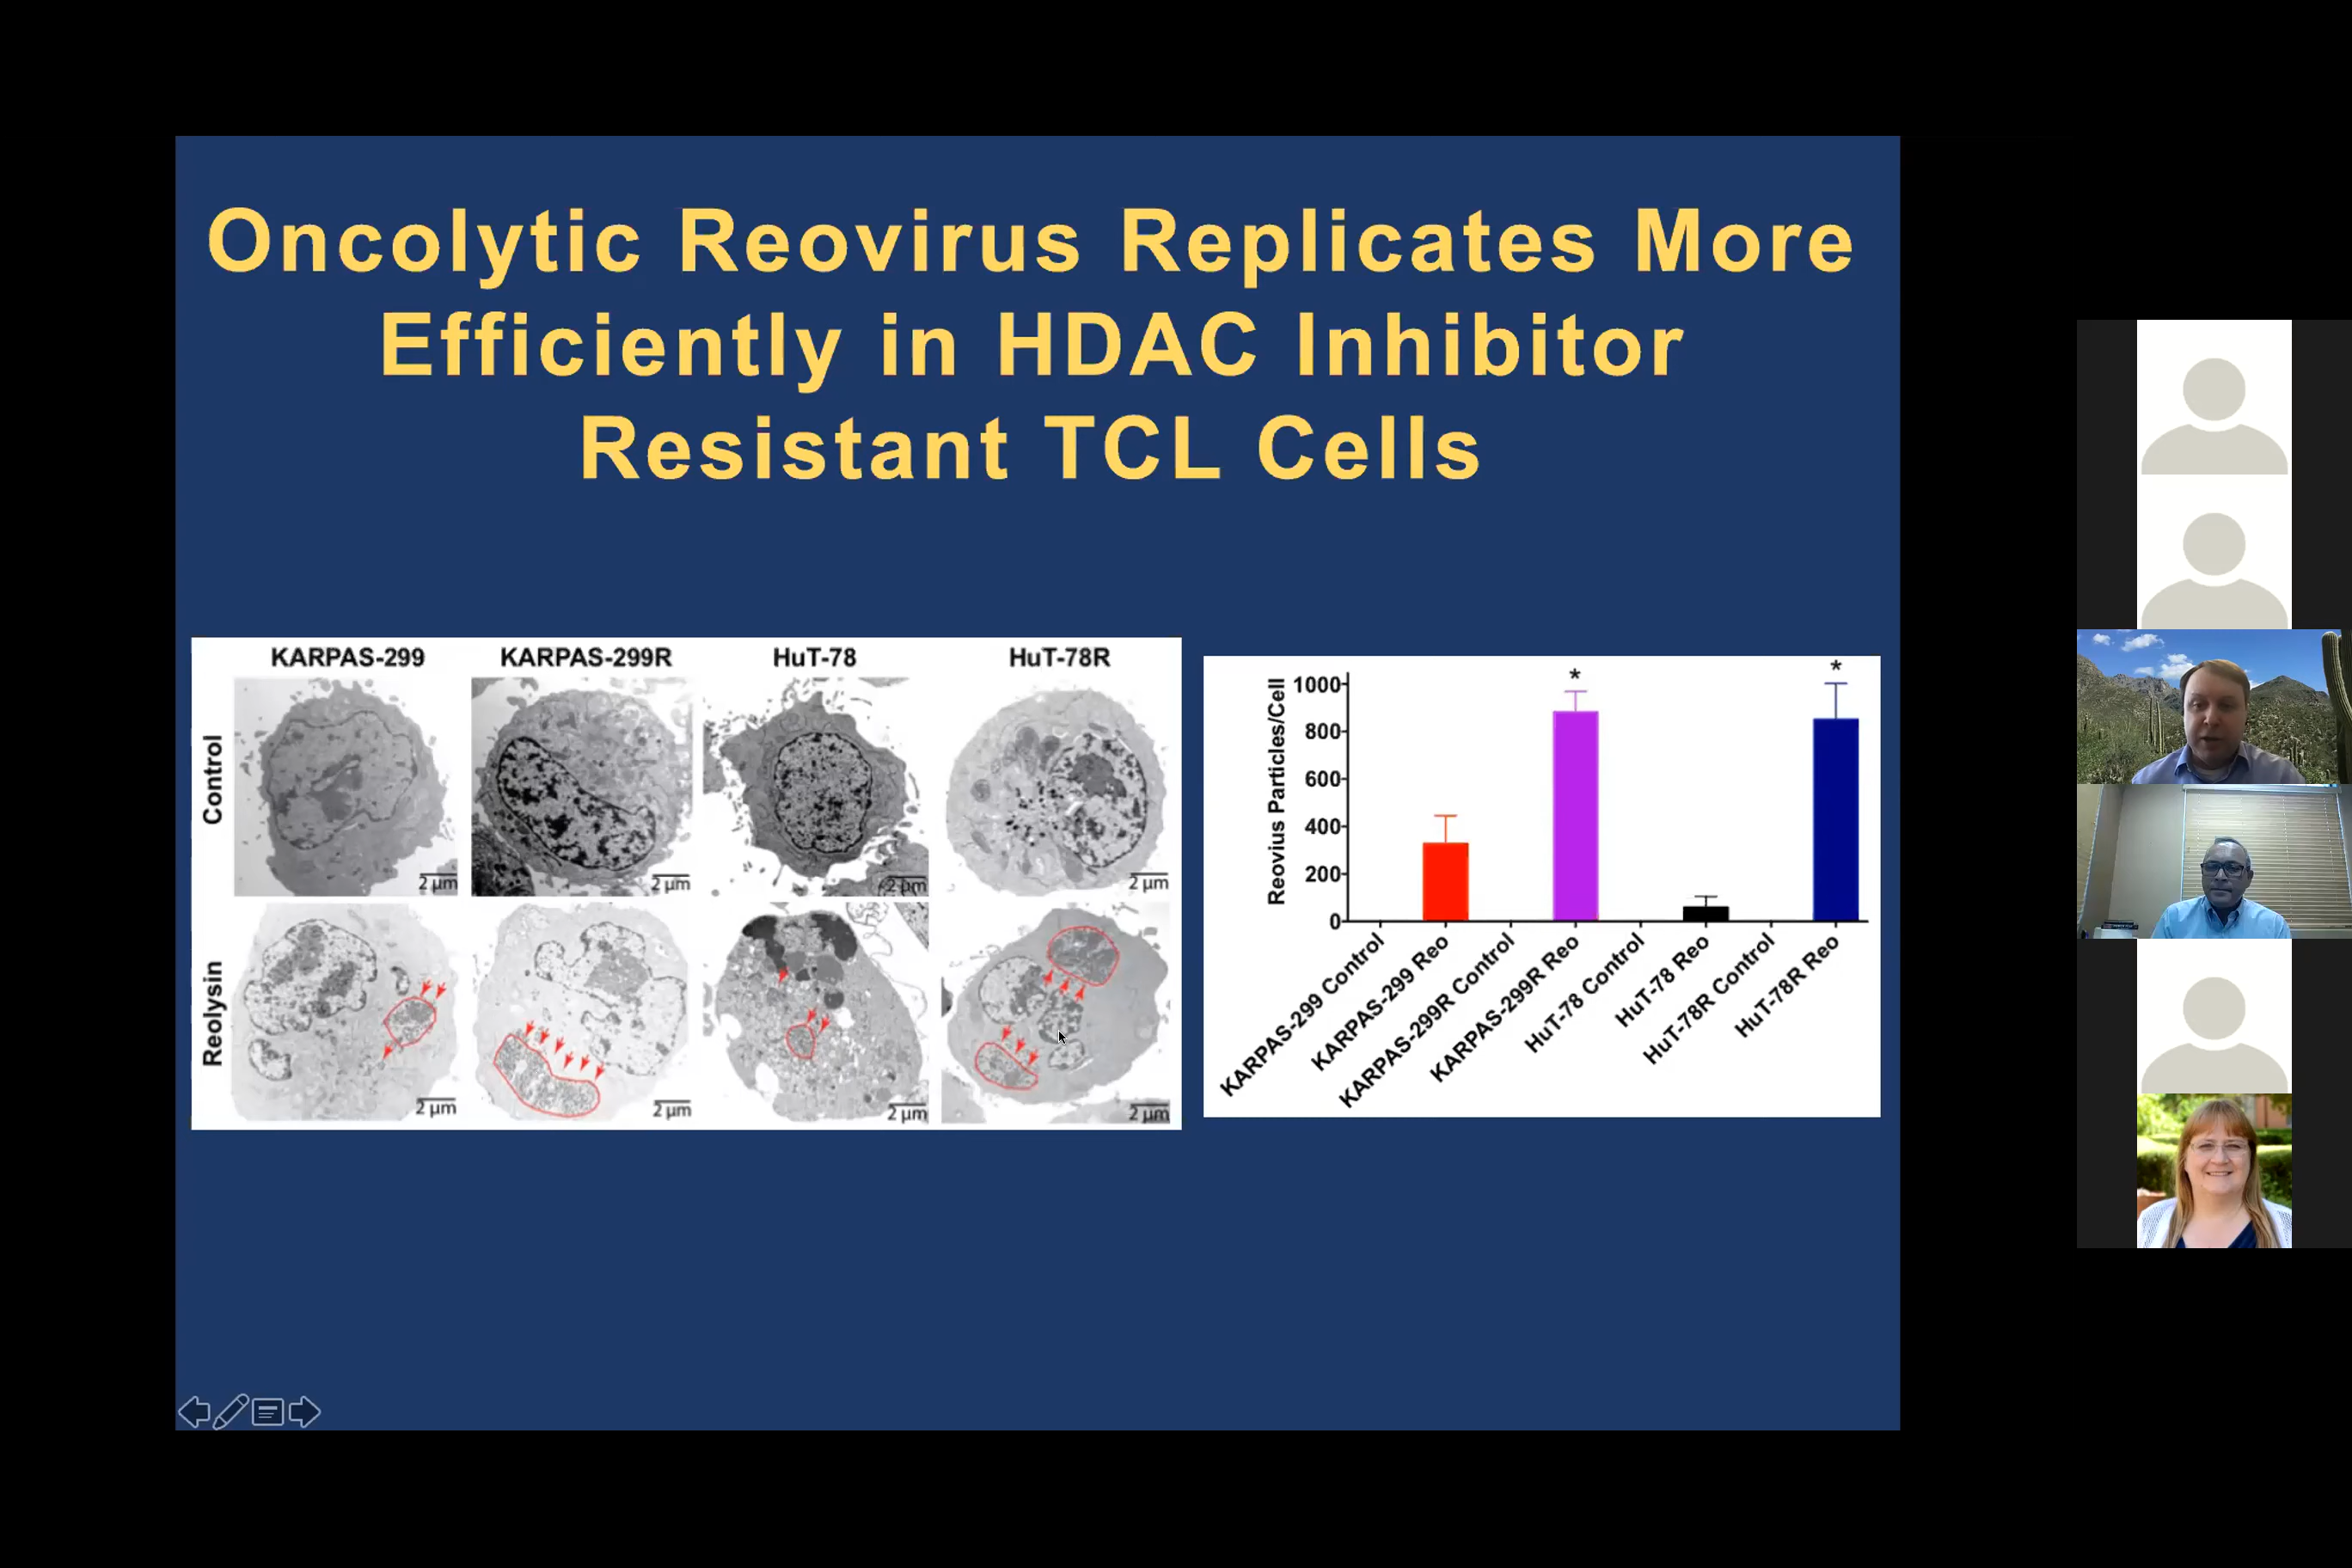 Oncolytic Reovirus Replicates More
Efficiently in HDAC Inhibitor
Resistant TCL Cells
KARPAS-299 KARPAS-299R HuT-78 HuT-78R
Control
2 µm 2 µm 2 µm 2 µm
Reolysin
2 µm 2 µm 2 µm 2 µm
Reovius Particles/Cell
1000
800
600
400
200
0
* *
KARPAS-299 Control
KARPAS-299 Reo
KARPAS-299R Control
KARPAS-299R Reo
HuT-78 Control
HuT-78 Reo
HuT-78R Control
HuT-78R Reo